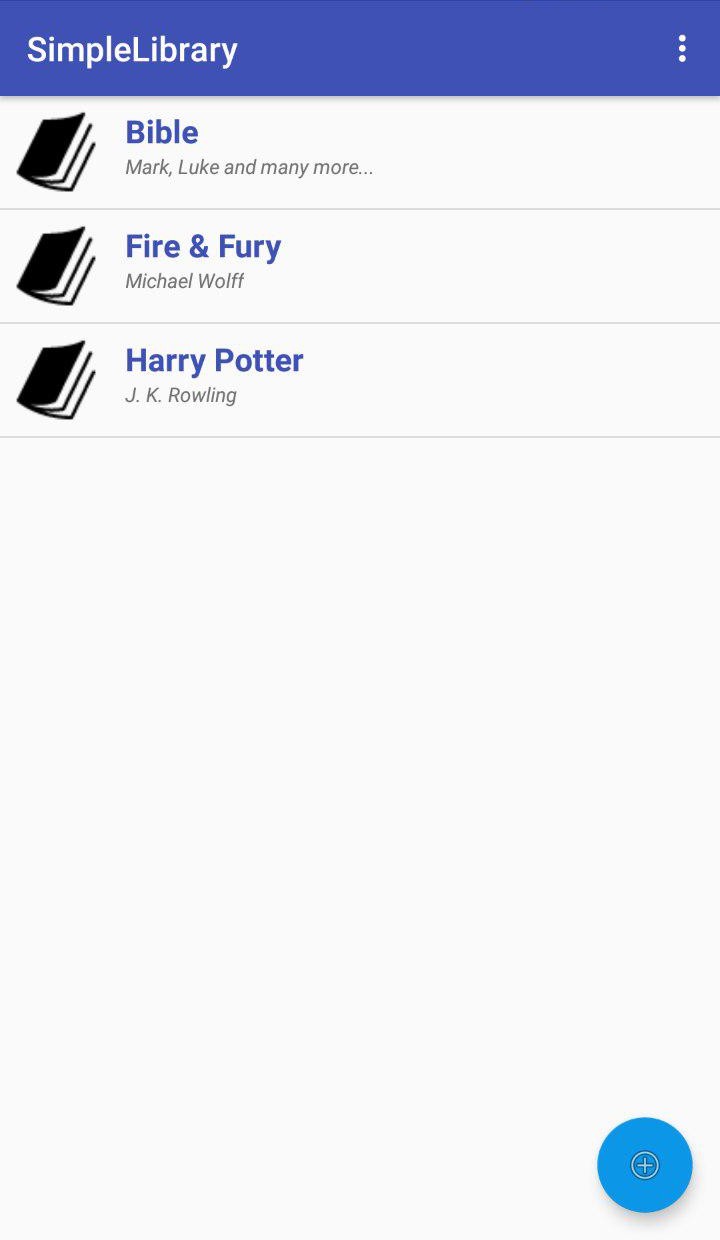 SimpleLibrary
Bible
Mark, Luke and many more...
Fire & Fury
Michael Wolff
Harry Potter
J. K. Rowling